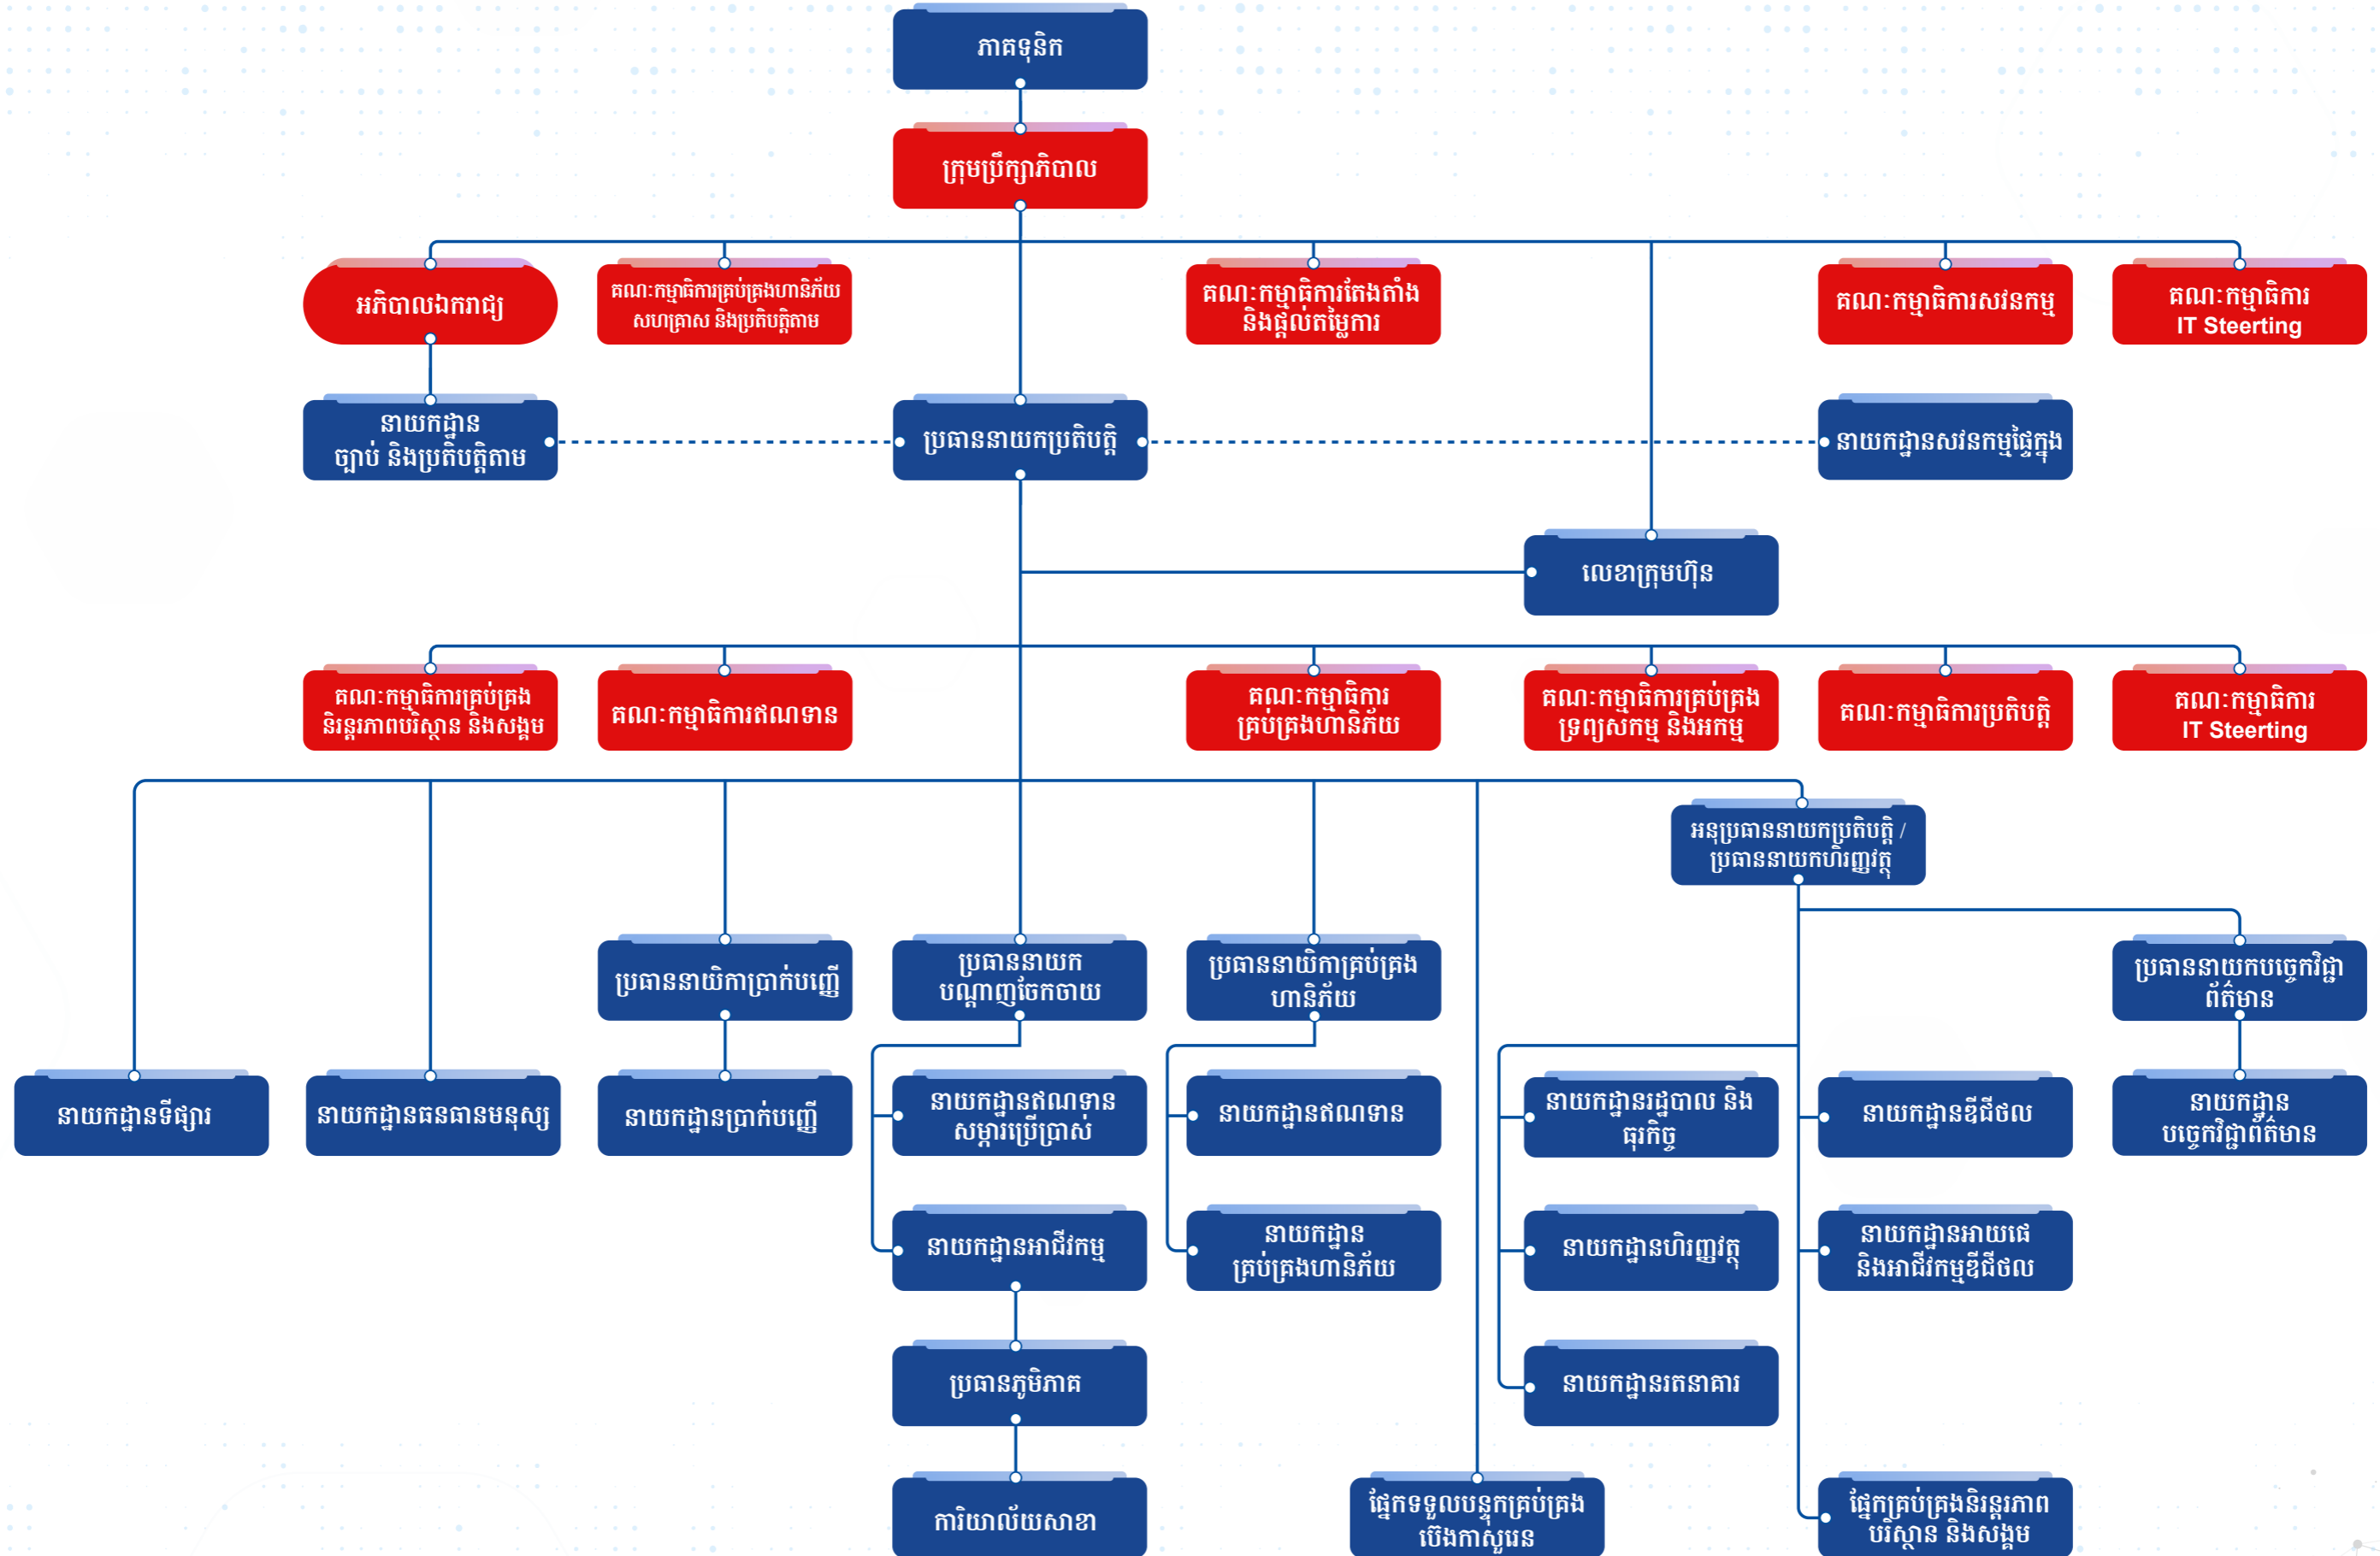 ភាគទុនិក
ក្រុមប្រឹក្សាភិបាល
អភិបាលឯករាជ្យ
គណៈកម្មាធិការគ្រប់គ្រងហានិភ័យ
សហគ្រាស និងប្រតិបត្តិតាម
គណៈកម្មាធិការតែងតាំង
និងផ្តល់តម្លៃការ
គណៈកម្មាធិការសវនកម្ម
គណៈកម្មាធិការ
IT Steerting
នាយកដ្ឋាន
ច្បាប់ និងប្រតិបត្តិតាម
ប្រធាននាយកប្រតិបត្តិ
នាយកដ្ឋានសវនកម្មផ្ទៃក្នុង
លេខាក្រុមហ៊ុន
គណៈកម្មាធិការគ្រប់គ្រង
និរន្តរភាពបរិស្ថាន និងសង្គម
គណៈកម្មាធិការឥណទាន
គណៈកម្មាធិការ
គ្រប់គ្រងហានិភ័យ
គណៈកម្មាធិការគ្រប់គ្រង
ទ្រព្យសកម្ម និងអកម្ម
គណៈកម្មាធិការប្រតិបត្តិ
គណៈកម្មាធិការ
IT Steerting
អនុប្រធាននាយកប្រតិបត្តិ /
ប្រធាននាយកហិរញ្ញវត្ថុ
ប្រធាននាយិកាប្រាក់បញ្ញើ
ប្រធាននាយក
បណ្តាញចែកចាយ
ប្រធាននាយិកាគ្រប់គ្រង
ហានិភ័យ
ប្រធាននាយកបច្ចេកវិជ្ជា
ព័ត៌មាន
នាយកដ្ឋានទីផ្សារ
នាយកដ្ឋានធនធានមនុស្ស
នាយកដ្ឋានប្រាក់បញ្ញើ
នាយកដ្ឋានឥណទាន
សម្ភារប្រើប្រាស់
នាយកដ្ឋានឥណទាន
នាយកដ្ឋានរដ្ឋបាល និង
ធុរកិច្ច
នាយកដ្ឋានឌីជីថល
នាយកដ្ឋាន
បច្ចេកវិជ្ជាព័ត៌មាន
នាយកដ្ឋានអាជីវកម្ម
នាយកដ្ឋាន
គ្រប់គ្រងហានិភ័យ
នាយកដ្ឋានហិរញ្ញវត្ថុ
នាយកដ្ឋានអាយផេ
និងអាជីវកម្មឌីជីថល
ប្រធានភូមិភាគ
នាយកដ្ឋានរតនាគារ
ការិយាល័យសាខា
ផ្នែកទទួលបន្ទុកគ្រប់គ្រង
ប៊េងកាសួរេន
ផ្នែកគ្រប់គ្រងនិរន្តរភាព
បរិស្ថាន និងសង្គម